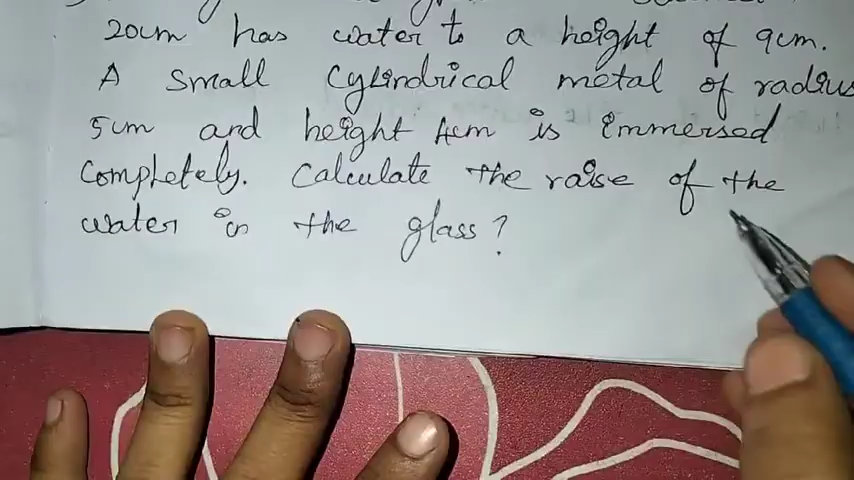 20cm has water to a height of 9cm.
A small cylindrical metal of radius
5cm and height 4cm is immersed
completely. Calculate the raise of the
water in the glass?